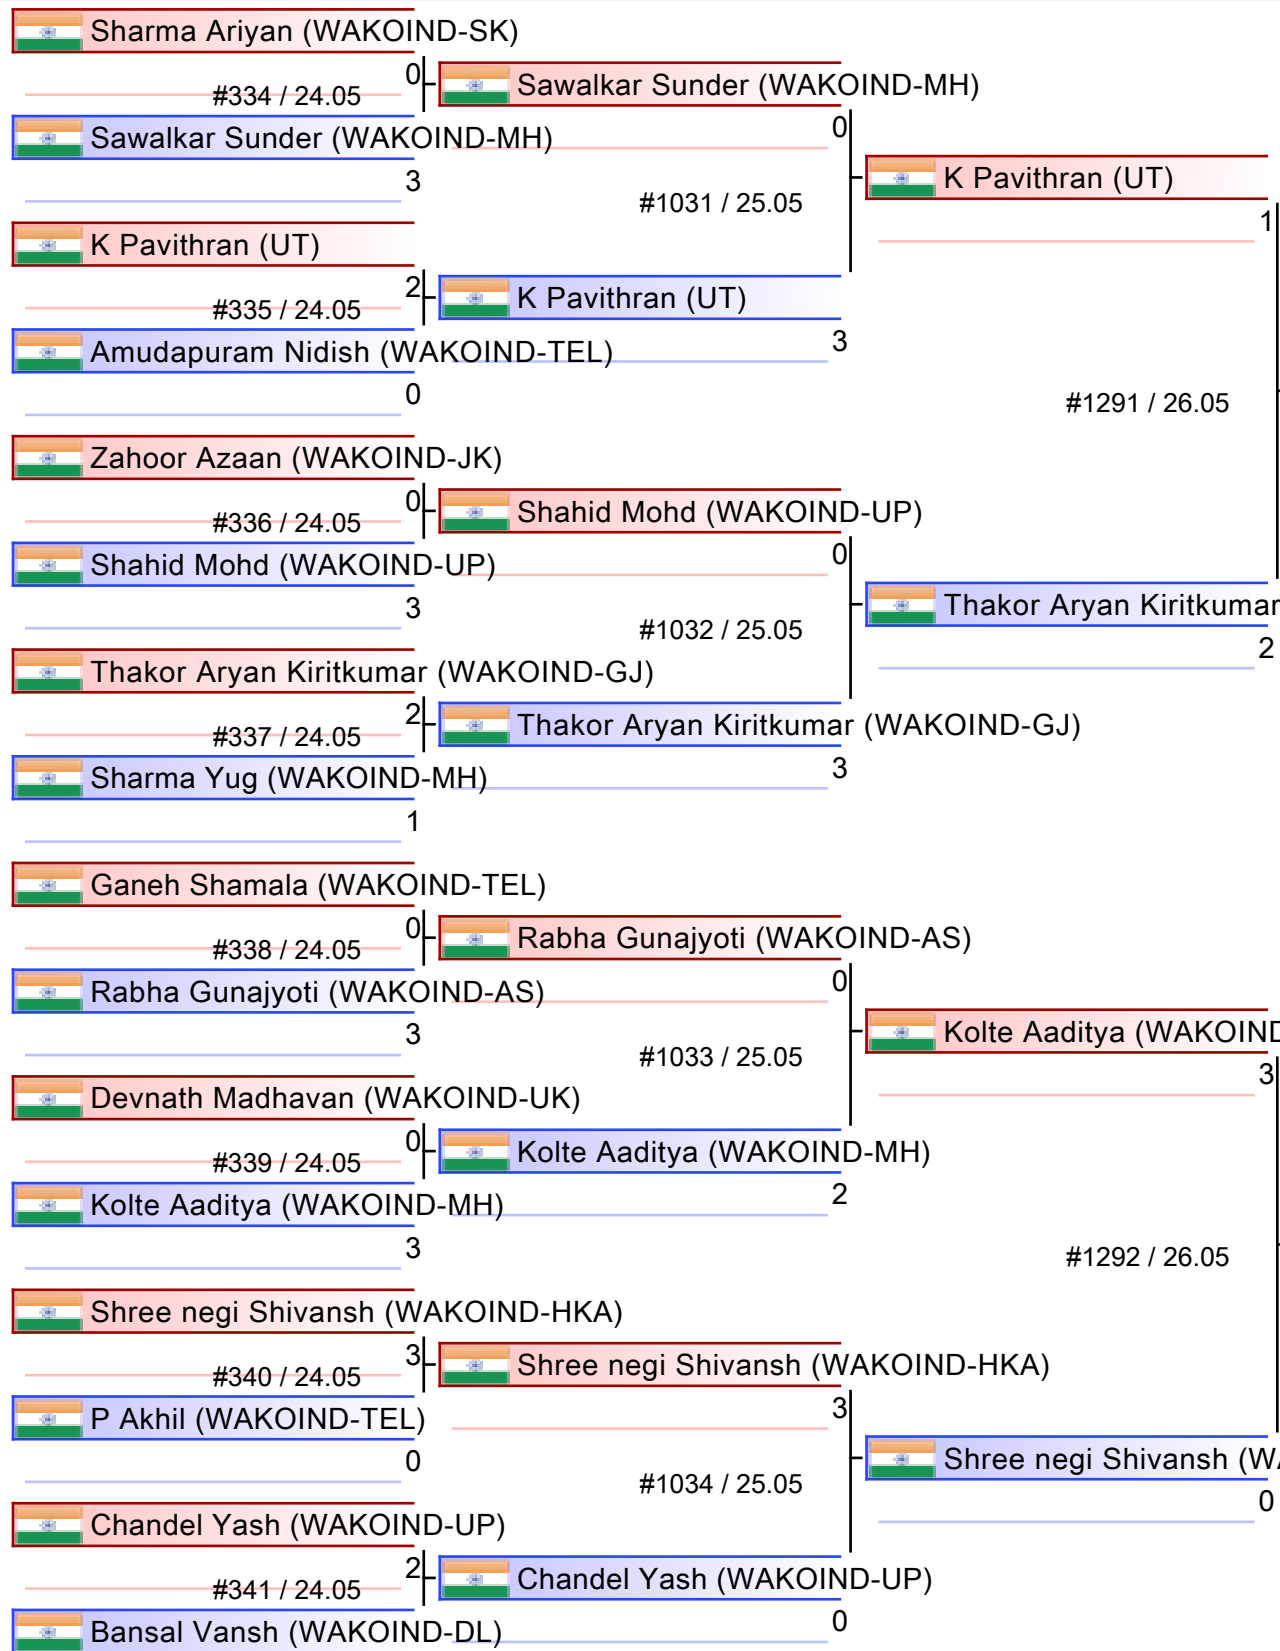 Sharma Ariyan (WAKOIND-SK)
0
#334 / 24.05
Sawalkar Sunder (WAKOIND-MH)
3
K Pavithran (UT)
2
#335 / 24.05
Amudapuram Nidish (WAKOIND-TEL)
0
Zahoor Azaan (WAKOIND-JK)
0
#336 / 24.05
Shahid Mohd (WAKOIND-UP)
3
Thakor Aryan Kiritkumar (WAKOIND-GJ)
2
#337 / 24.05
Sharma Yug (WAKOIND-MH)
1
Ganeh Shamala (WAKOIND-TEL)
0
#338 / 24.05
Rabha Gunajyoti (WAKOIND-AS)
3
Devnath Madhavan (WAKOIND-UK)
0
#339 / 24.05
Kolte Aaditya (WAKOIND-MH)
3
Shree negi Shivansh (WAKOIND-HKA)
3
#340 / 24.05
P Akhil (WAKOIND-TEL)
0
Chandel Yash (WAKOIND-UP)
2
#341 / 24.05
Bansal Vansh (WAKOIND-DL)
Sawalkar Sunder (WAKOIND-MH)
0
#1031 / 25.05
K Pavithran (UT)
3
Shahid Mohd (WAKOIND-UP)
0
#1032 / 25.05
Thakor Aryan Kiritkumar (WAKOIND-GJ)
3
Rabha Gunajyoti (WAKOIND-AS)
0
#1033 / 25.05
Kolte Aaditya (WAKOIND-MH)
2
Shree negi Shivansh (WAKOIND-HKA)
3
#1034 / 25.05
Chandel Yash (WAKOIND-UP)
0
K Pavithran (UT)
1
#1291 / 26.05
Thakor Aryan Kiritkumar
2
Kolte Aaditya (WAKOIND
3
#1292 / 26.05
Shree negi Shivansh (WA
0